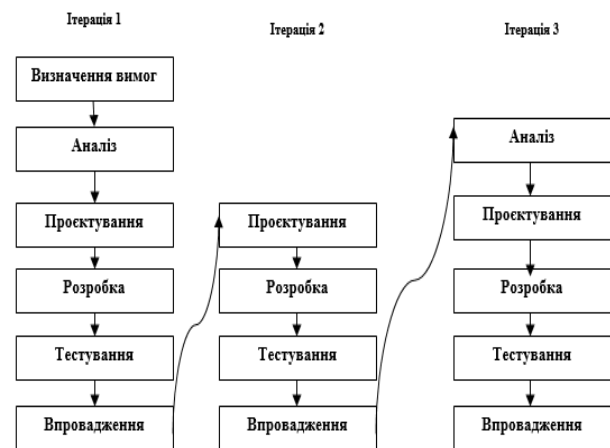 Ітерація 1
Визначення вимог
Аналіз
Проєктування
Розробка
Тестування
Впровадження
Ітерація 2
Проєктування
Розробка
Тестування
Впровадження
Ітерація 3
Аналіз
Проєктування
Розробка
Тестування
Впровадження